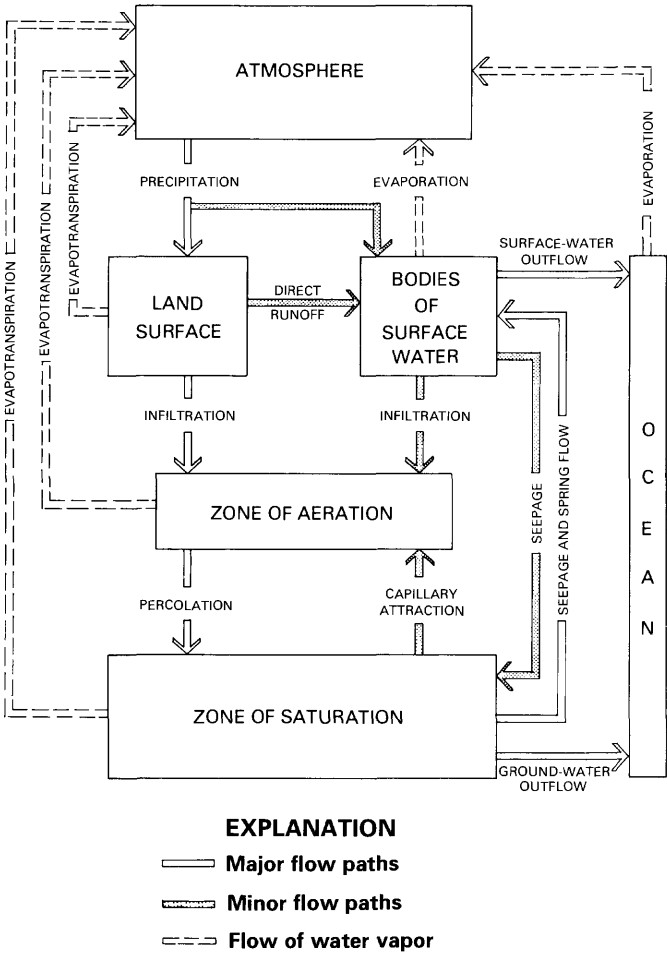 ATMOSPHERE
PRECIPITATION
EVAPORATION
EVAPOTRANSPIRATION
EVAPOTRANSPIRATION
EVAPOTRANSPIRATION
EVAPORATION
LAND
SURFACE
DIRECT
RUNOFF
BODIES
OF
SURFACE
WATER
SURFACE-WATER
OUTFLOW
INFILTRATION
INFILTRATION
ZONE OF AERATION
SEEPAGE
SEEPAGE AND SPRING FLOW
OCEAN
PERCOLATION
CAPILLARY
ATTRACTION
ZONE OF SATURATION
GROUND-WATER
OUTFLOW
EXPLANATION
Major flow paths
Minor flow paths
Flow of water vapor